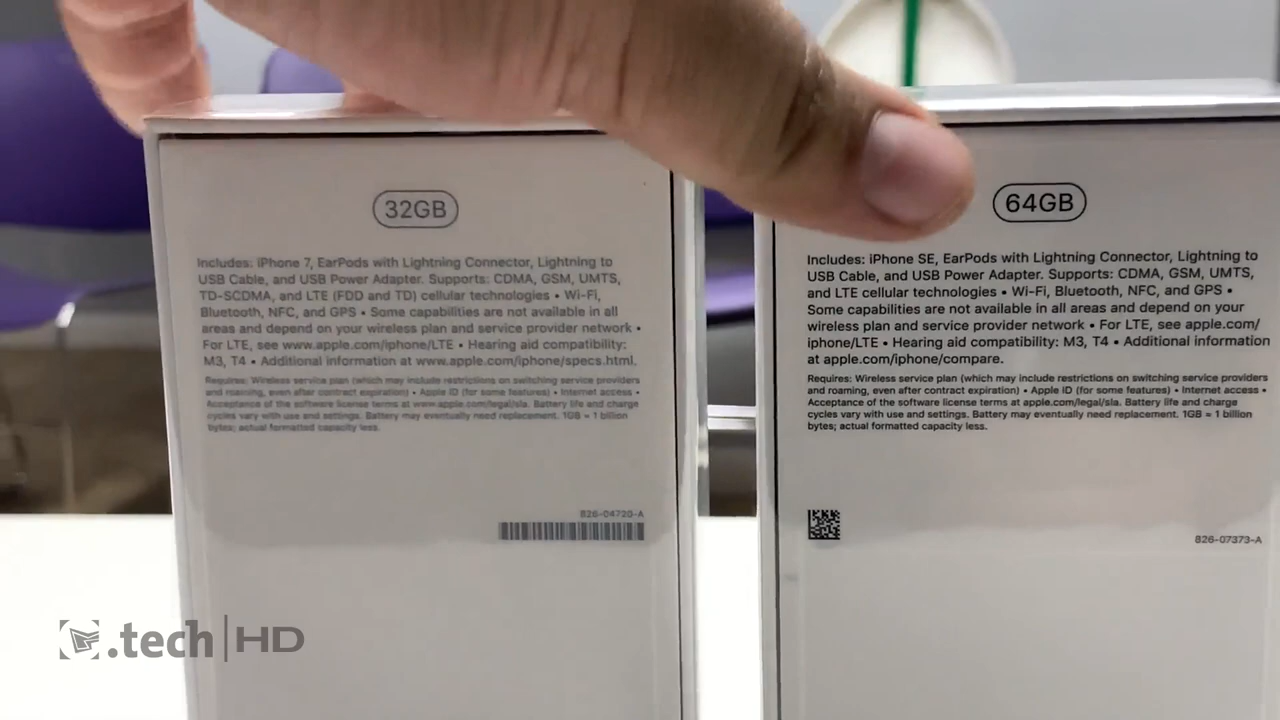 32GB
Includes: iPhone 7, EarPods with Lightning Connector, Lightning to
USB Cable, and USB Power Adapter. Supports: CDMA, GSM, UMTS,
TD-SCDMA, and LTE (FDD and TD) cellular technologies • Wi-Fi,
Bluetooth, NFC, and GPS • Some capabilities are not available in all
areas and depend on your wireless plan and service provider network •
For LTE, see www.apple.com/iphone/LTE • Hearing aid compatibility:
M3, T4 • Additional information at www.apple.com/iphone/specs.html.
Requires: Wireless service plan (which may include restrictions on switching service providers
and roaming, even after contract expiration) • Apple ID (for some features) • Internet access •
Acceptance of the software license terms at www.apple.com/legal/sla. Battery life and charge
cycles vary with use and settings. Battery may eventually need replacement. 1GB = 1 billion
bytes; actual formatted capacity less.
826-04720-A
64GB
Includes: iPhone SE, EarPods with Lightning Connector, Lightning to
USB Cable, and USB Power Adapter. Supports: CDMA, GSM, UMTS,
and LTE cellular technologies • Wi-Fi, Bluetooth, NFC, and GPS •
Some capabilities are not available in all areas and depend on your
wireless plan and service provider network • For LTE, see apple.com/
iphone/LTE • Hearing aid compatibility: M3, T4 • Additional information
at apple.com/iphone/compare.
Requires: Wireless service plan (which may include restrictions on switching service providers
and roaming, even after contract expiration) • Apple ID (for some features) • Internet access •
Acceptance of the software license terms at apple.com/legal/sla. Battery life and charge
cycles vary with use and settings. Battery may eventually need replacement. 1GB = 1 billion
bytes; actual formatted capacity less.
826-07373-A
.tech|HD